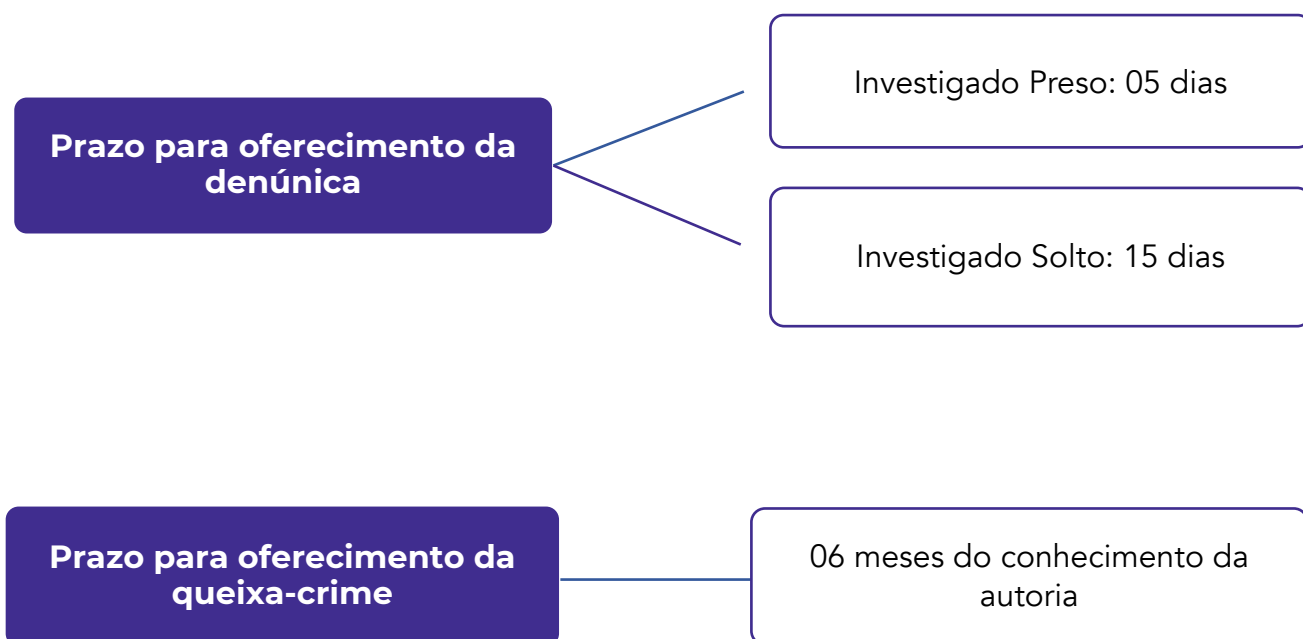 Prazo para oferecimento da
denúnica
Investigado Preso: 05 dias
Investigado Solto: 15 dias
Prazo para oferecimento da
queixa-crime
06 meses do conhecimento da
autoria